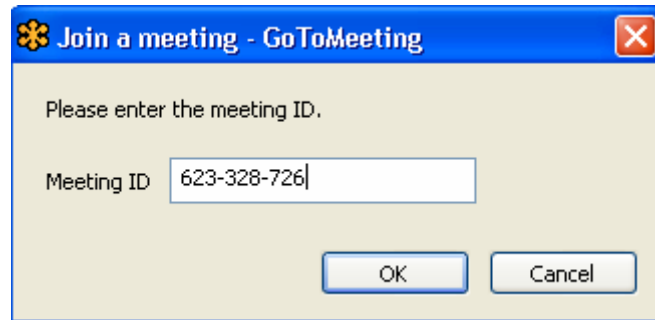 Join a meeting - GoToMeeting
Please enter the meeting ID.
Meeting ID 623-328-726
OK Cancel